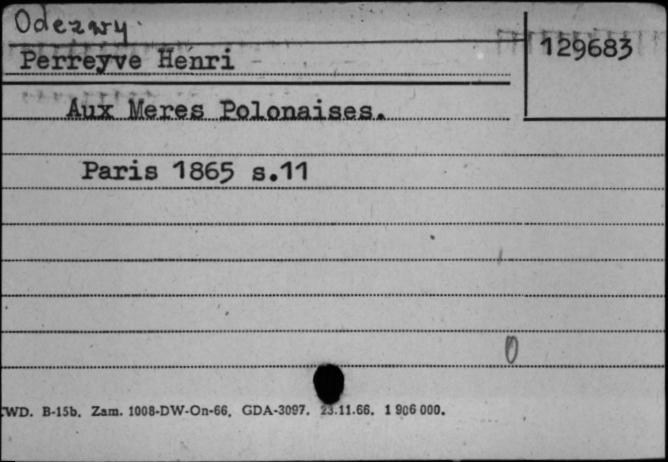 Odezwy
129683
Perreyve Henri
Aux Meres Polonaises.
Paris 1865 s.11
0
WD. B-15b. Zam. 1008-DW-On-66. GDA-3097. 23.11.66. 1 906 000.